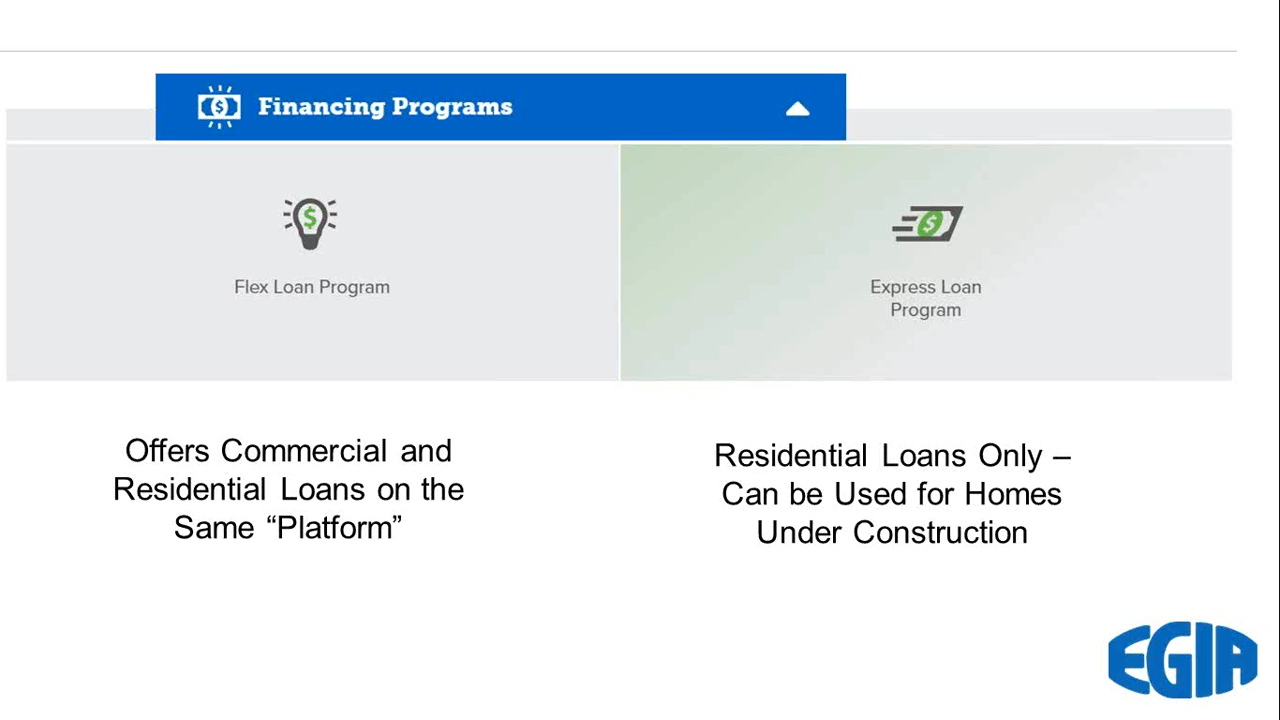 Financing Programs
Flex Loan Program
Express Loan
Program
Offers Commercial and
Residential Loans on the
Same “Platform”
Residential Loans Only –
Can be Used for Homes
Under Construction
EGIA